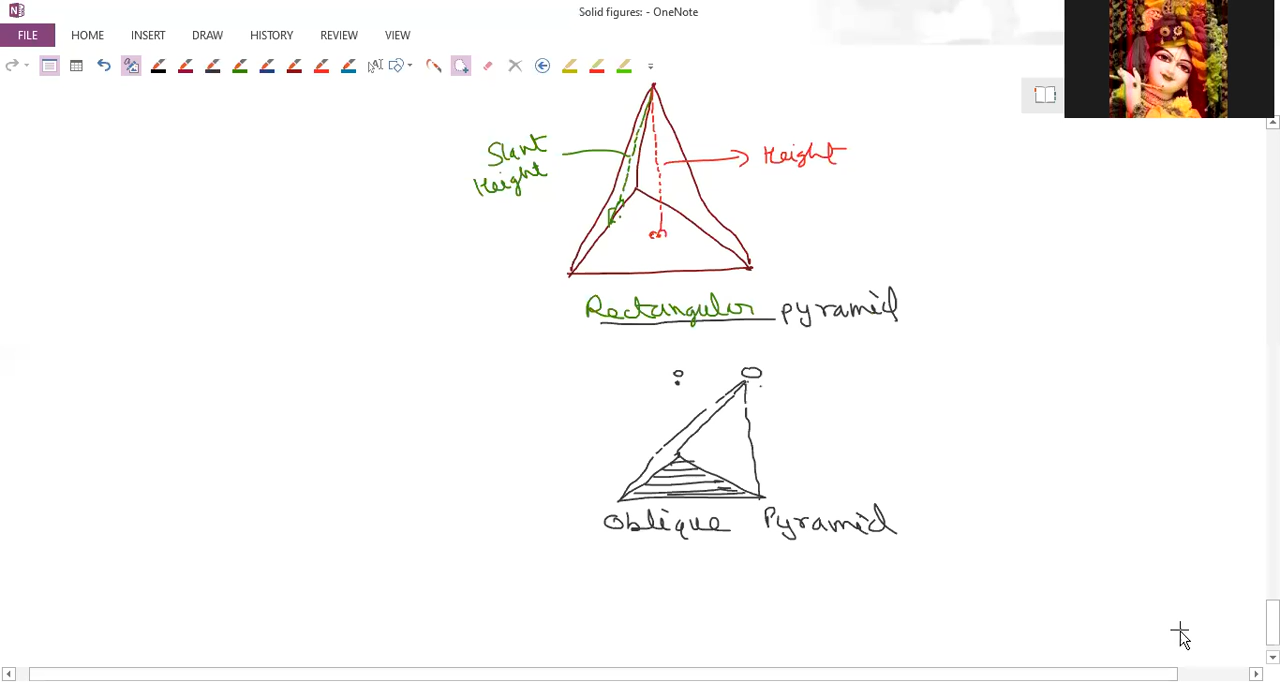 Solid figures: - OneNote
FILE HOME INSERT DRAW HISTORY REVIEW VIEW
Slant
Height
Height
Rectangular pyramid
Oblique Pyramid